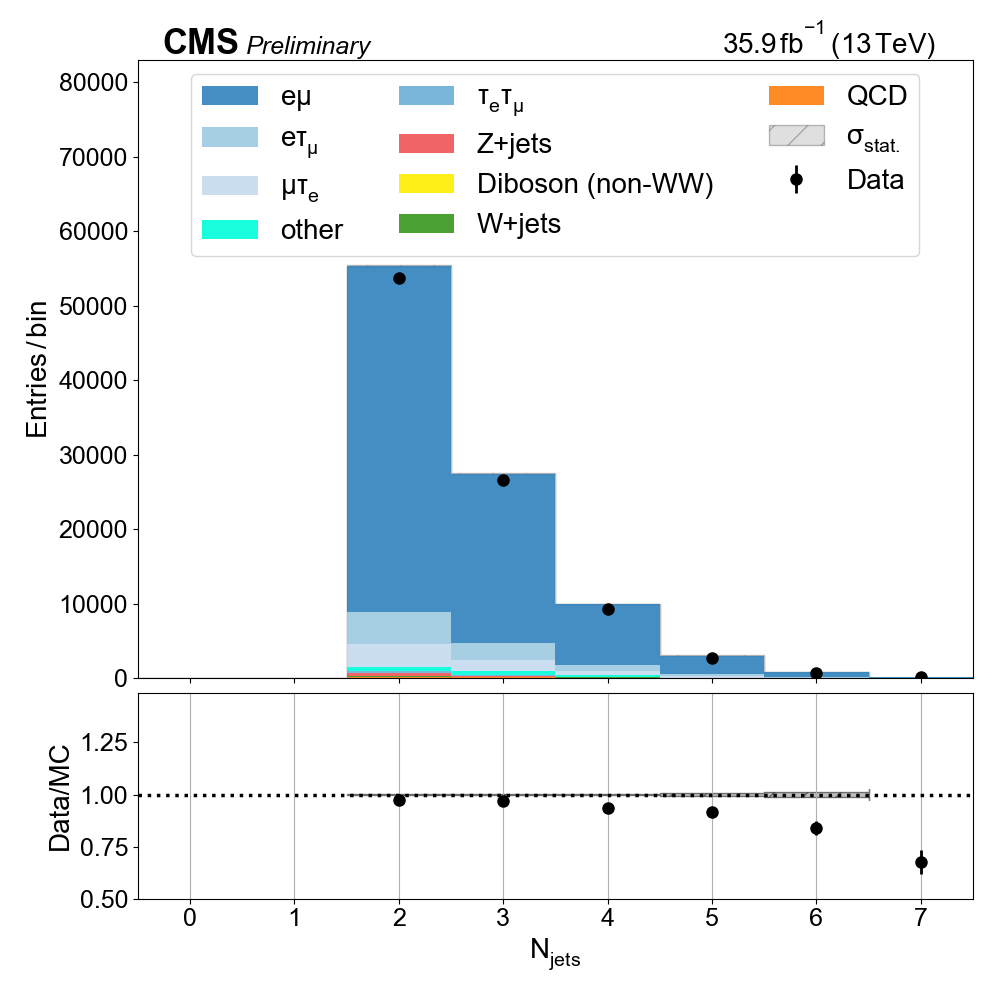 CMS Preliminary 35.9 fb⁻¹ (13 TeV)
80000
70000
60000
50000
40000
30000
20000
10000
0
Entries / bin
eμ
eτ_μ
μτ_e
other
τ_eτ_μ
Z+jets
Diboson (non-WW)
W+jets
QCD
σ_stat.
Data
1.25
1.00
0.75
0.50
Data/MC
0 1 2 3 4 5 6 7
N_jets